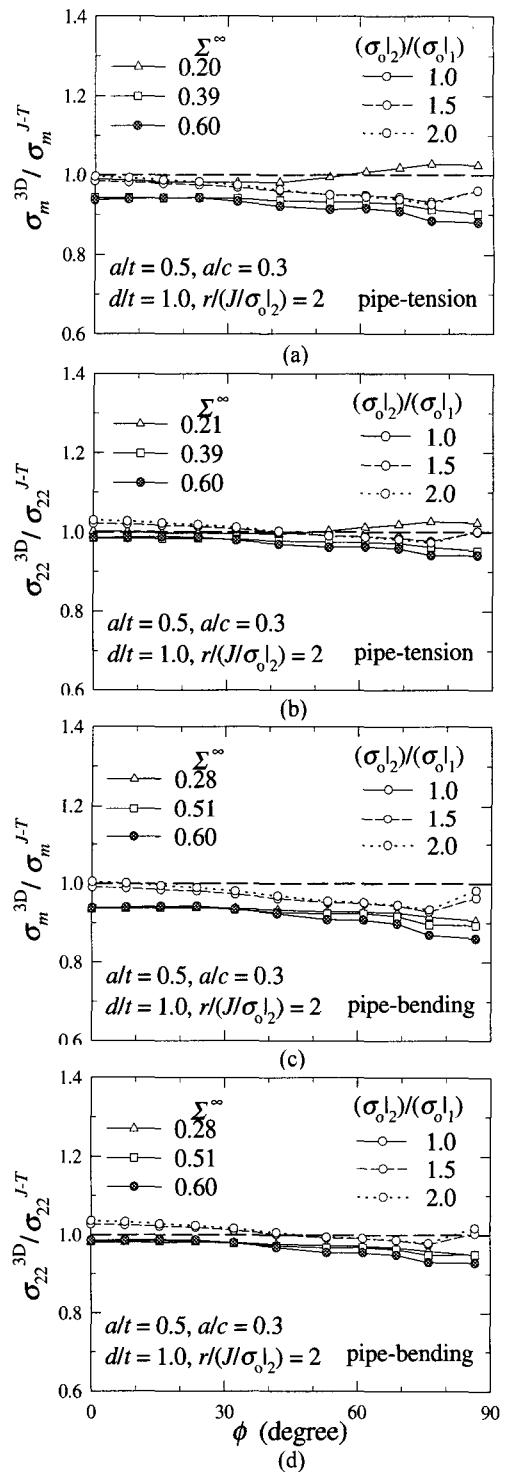 1.4
1.2
1.0
0.8
0.6
σm3D / σmJ-T
Σ∞
0.20
0.39
0.60
(σo|2)/(σo|1)
1.0
1.5
2.0
a/t = 0.5, a/c = 0.3
d/t = 1.0, r/(J/σo|2) = 2 pipe-tension
(a)
1.4
1.2
1.0
0.8
0.6
σ223D / σ22J-T
Σ∞
0.21
0.39
0.60
(σo|2)/(σo|1)
1.0
1.5
2.0
a/t = 0.5, a/c = 0.3
d/t = 1.0, r/(J/σo|2) = 2 pipe-tension
(b)
1.4
1.2
1.0
0.8
0.6
σm3D / σmJ-T
Σ∞
0.28
0.51
0.60
(σo|2)/(σo|1)
1.0
1.5
2.0
a/t = 0.5, a/c = 0.3
d/t = 1.0, r/(J/σo|2) = 2 pipe-bending
(c)
1.4
1.2
1.0
0.8
0.6
σ223D / σ22J-T
Σ∞
0.28
0.51
0.60
(σo|2)/(σo|1)
1.0
1.5
2.0
a/t = 0.5, a/c = 0.3
d/t = 1.0, r/(J/σo|2) = 2 pipe-bending
0 30 60 90
ϕ (degree)
(d)